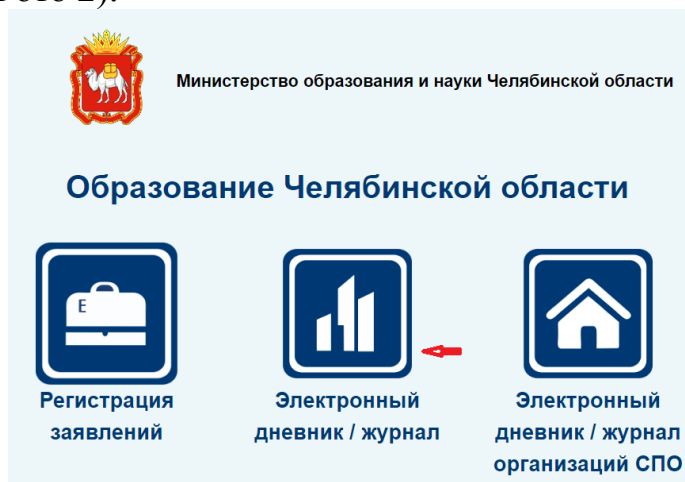 Министерство образования и науки Челябинской области
Образование Челябинской области
E
Регистрация
заявлений
Электронный
дневник / журнал
Электронный
дневник / журнал
организаций СПО